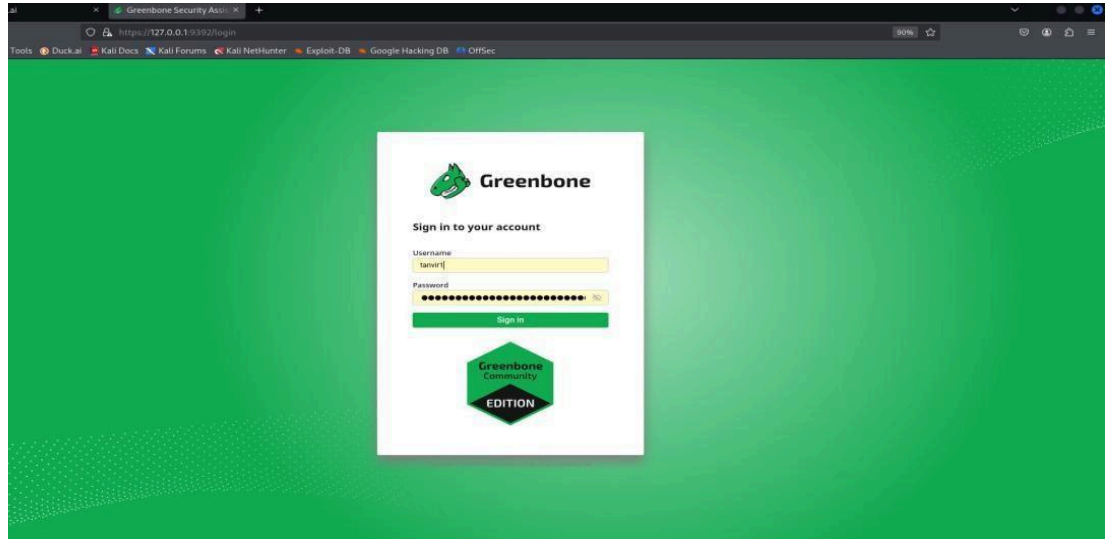 .ai
Greenbone Security Assis
https://127.0.0.1:9392/login
90%
Tools Duck.ai Kali Docs Kali Forums Kali NetHunter Exploit-DB Google Hacking DB OffSec
Greenbone
Sign in to your account
Username
tanvir1
Password
Sign in
Greenbone
Community
EDITION